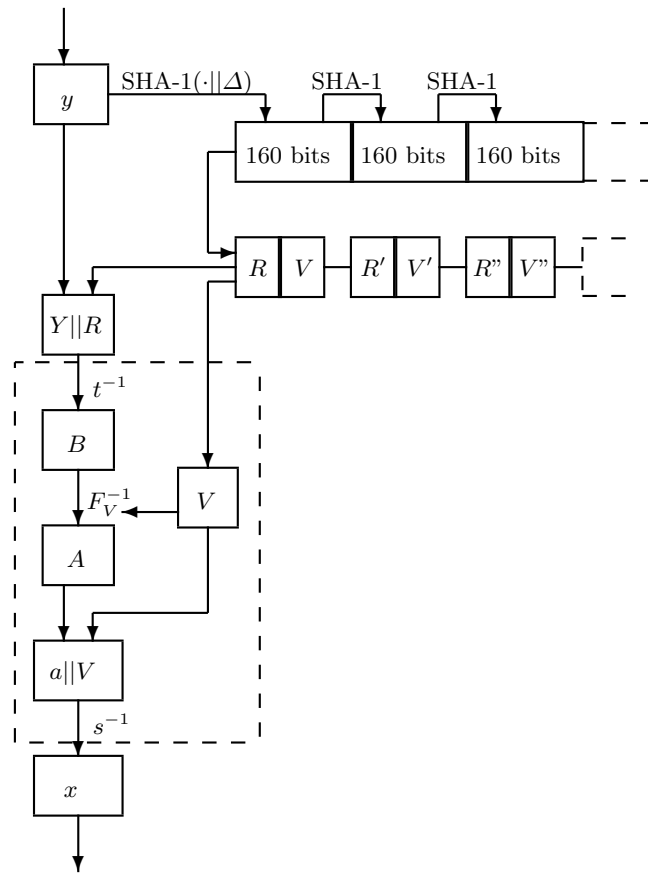 SHA-1(·||Δ) SHA-1 SHA-1
y
160 bits 160 bits 160 bits
R V R' V' R” V”
Y||R
t⁻¹
B
F_V⁻¹ V
A
a||V
s⁻¹
x